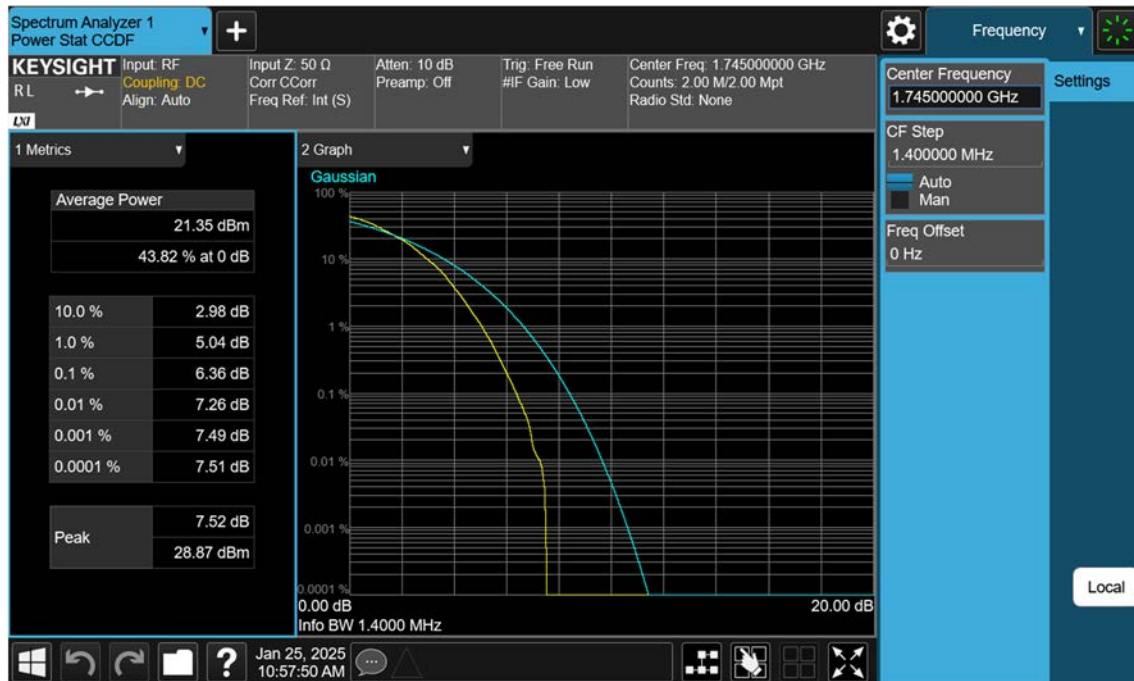 Spectrum Analyzer 1
Power Stat CCDF
+
Frequency
KEYSIGHT
RL
LXI
Input: RF
Coupling: DC
Align: Auto
Input Z: 50 Ω
Corr CCorr
Freq Ref: Int (S)
Atten: 10 dB
Preamp: Off
Trig: Free Run
#IF Gain: Low
Center Freq: 1.745000000 GHz
Counts: 2.00 M/2.00 Mpt
Radio Std: None
Center Frequency
1.745000000 GHz
Settings
CF Step
1.400000 MHz
Auto
Man
Freq Offset
0 Hz
1 Metrics
Average Power
21.35 dBm
43.82 % at 0 dB
10.0 % 2.98 dB
1.0 % 5.04 dB
0.1 % 6.36 dB
0.01 % 7.26 dB
0.001 % 7.49 dB
0.0001 % 7.51 dB
Peak
7.52 dB
28.87 dBm
2 Graph
Gaussian
100 %
10 %
1 %
0.1 %
0.01 %
0.001 %
0.0001 %
0.00 dB 20.00 dB
Info BW 1.4000 MHz
Local
?
Jan 25, 2025
10:57:50 AM